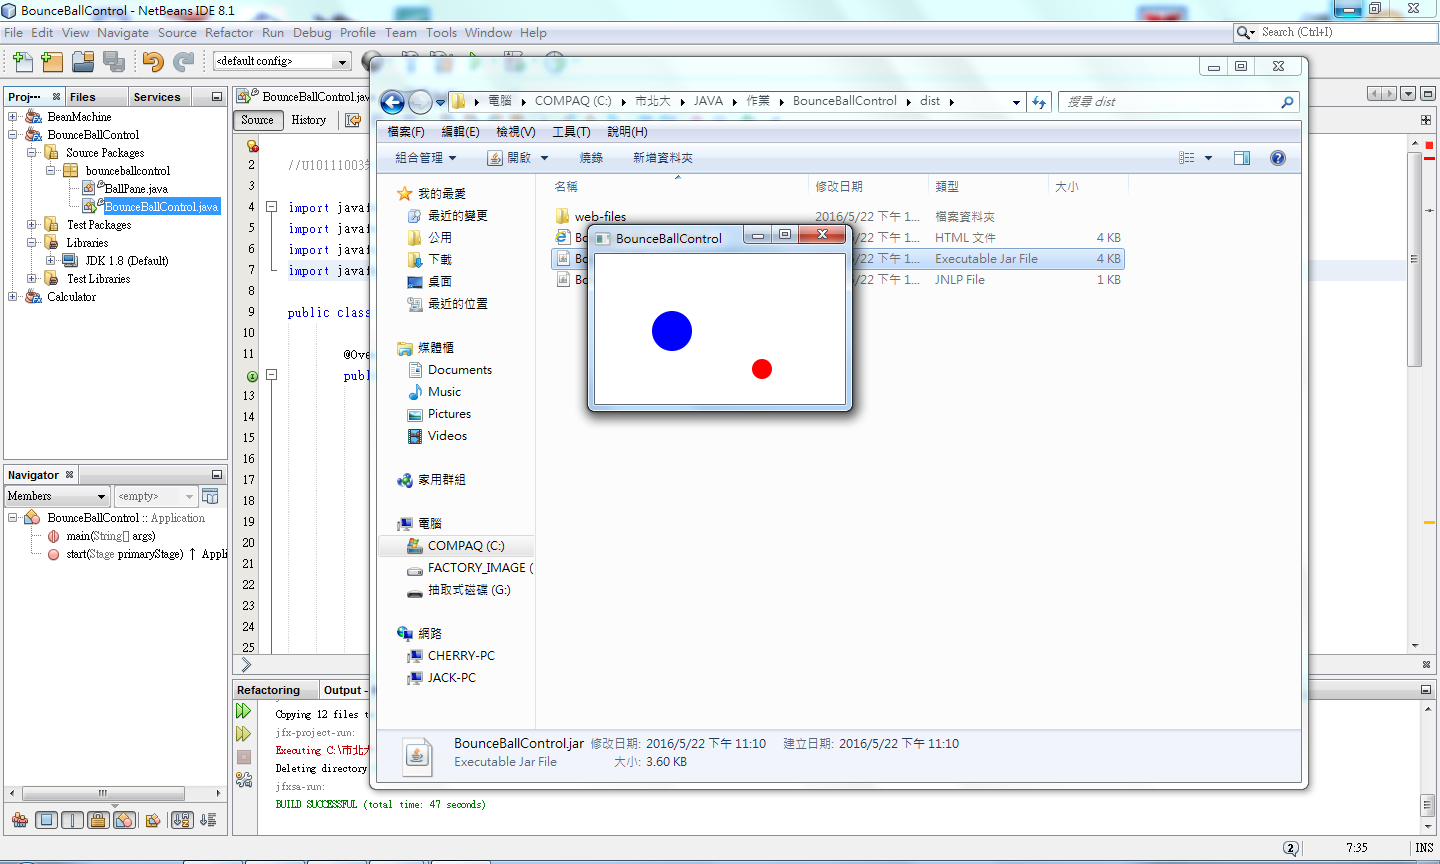 BounceBallControl - NetBeans IDE 8.1
File Edit View Navigate Source Refactor Run Debug Profile Team Tools Window Help
Search (Ctrl+I)
<default config>
Proj... Files Services
BeanMachine
BounceBallControl
Source Packages
bounceballcontrol
BallPane.java
BounceBallControl.java
Test Packages
Libraries
JDK 1.8 (Default)
Test Libraries
Calculator
Navigator
Members <empty>
BounceBallControl :: Application
main(String[] args)
start(Stage primaryStage) ↑ Appli
BounceBallControl.jav
Source History
2 //U10111003
3
4 import javaf
5 import javaf
6 import javaf
7 import javaf
8
9 public class
10
11 @Ove
publ
13
14
15
16
17
18
19
20
21
22
23
24
25
Refactoring Output -
Copying 12 files t
jfx-project-run:
Executing C:\市北大
Deleting directory
jfxsa-run:
BUILD SUCCESSFUL (total time: 47 seconds)
電腦 COMPAQ (C:) 市北大 JAVA 作業 BounceBallControl dist
搜尋 dist
檔案(F) 編輯(E) 檢視(V) 工具(T) 說明(H)
組合管理 開啟 燒錄 新增資料夾
我的最愛
最近的變更
公用
下載
桌面
最近的位置
媒體櫃
Documents
Music
Pictures
Videos
家用群組
電腦
COMPAQ (C:)
FACTORY_IMAGE (
抽取式磁碟 (G:)
網路
CHERRY-PC
JACK-PC
名稱 修改日期 類型 大小
web-files 2016/5/22 下午 1... 檔案資料夾
Bo /22 下午 1... HTML 文件 4 KB
Bo /22 下午 1... Executable Jar File 4 KB
Bo /22 下午 1... JNLP File 1 KB
BounceBallControl
BounceBallControl.jar 修改日期: 2016/5/22 下午 11:10 建立日期: 2016/5/22 下午 11:10
Executable Jar File 大小: 3.60 KB
2 7:35 INS